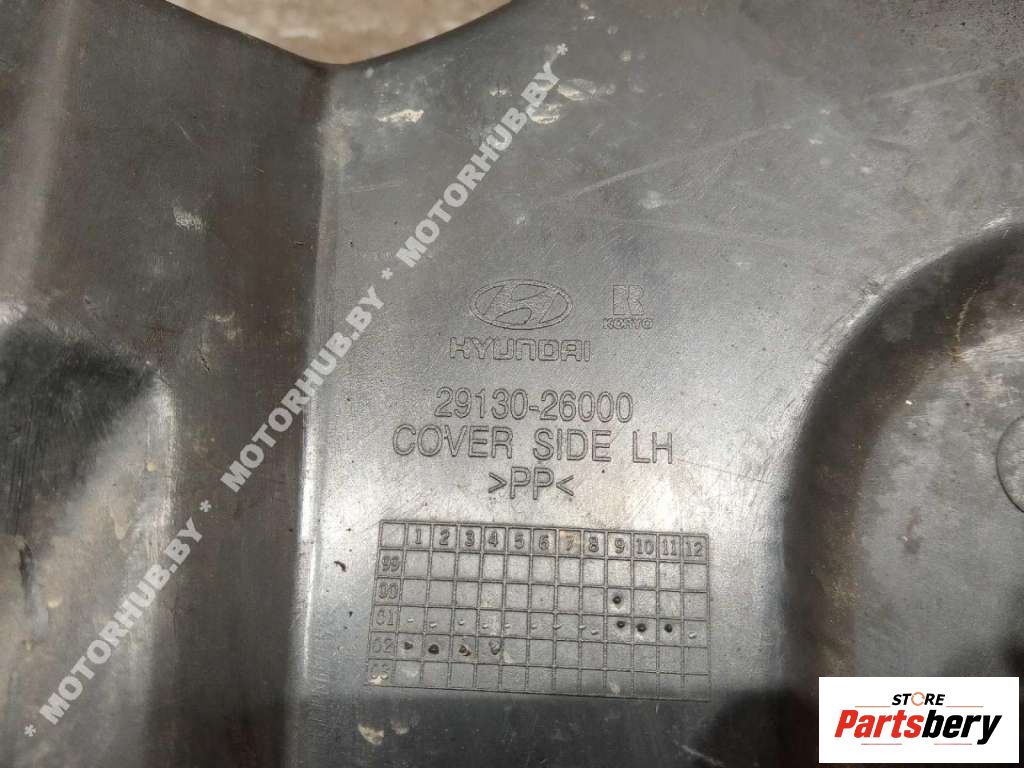 * MOTORHUB.BY * MOTORHUB.BY * MOTORHUB.BY *
HYUNDAI
KORYO
29130-26000
COVER SIDE LH
>PP<
1 2 3 4 5 6 7 8 9 10 11 12
99
00
01
02
03
STORE
Partsbery